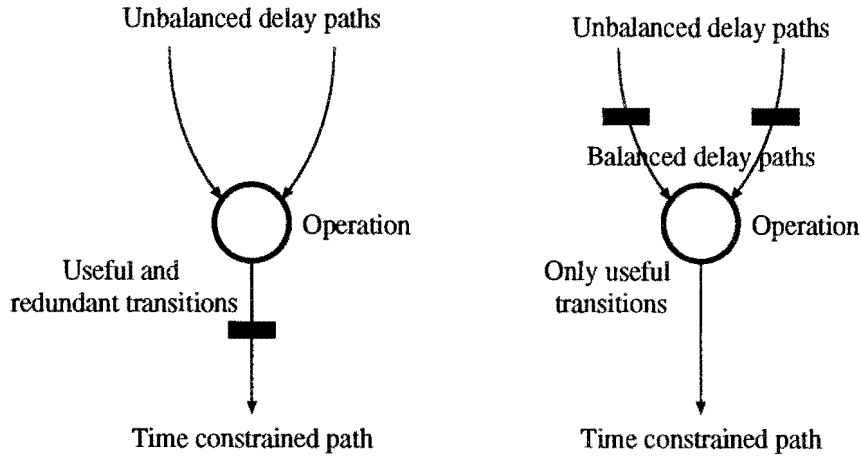 Unbalanced delay paths
Operation
Useful and
redundant transitions
Time constrained path
Unbalanced delay paths
Balanced delay paths
Operation
Only useful
transitions
Time constrained path